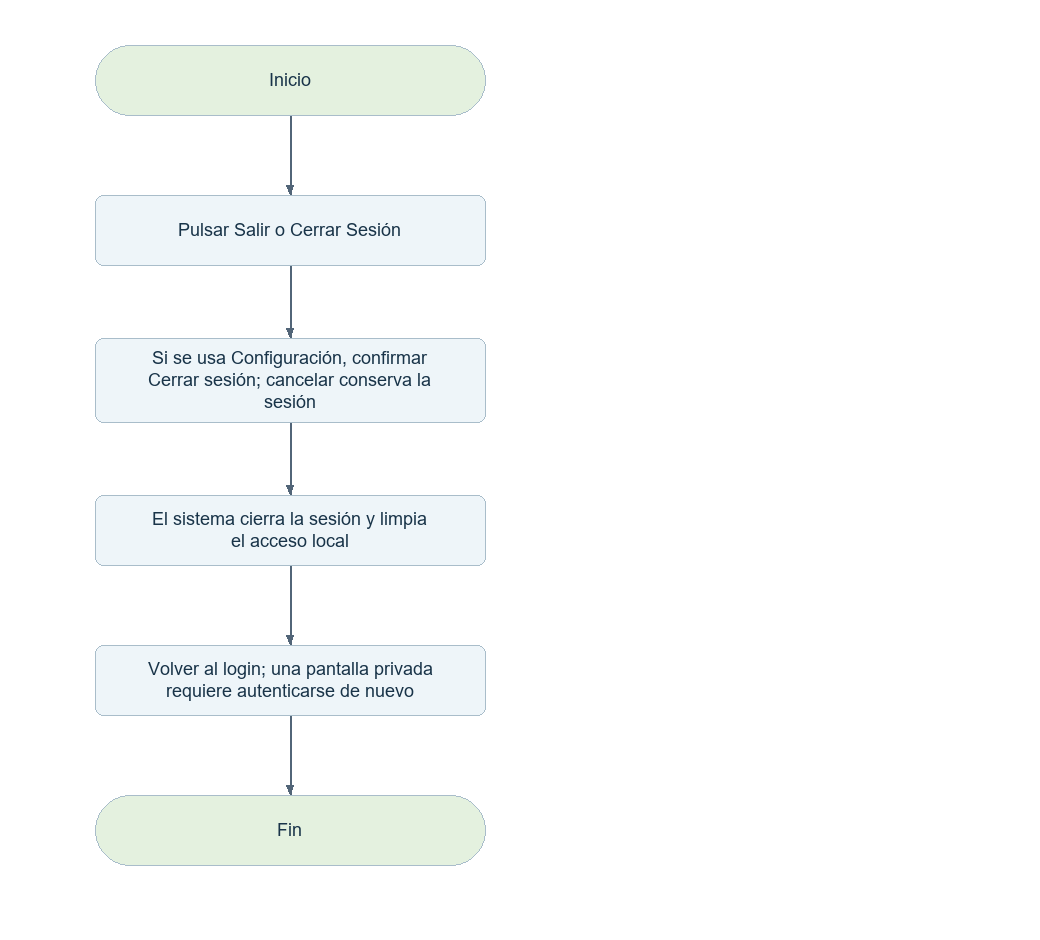 Inicio
Pulsar Salir o Cerrar Sesión
Si se usa Configuración, confirmar
Cerrar sesión; cancelar conserva la
sesión
El sistema cierra la sesión y limpia
el acceso local
Volver al login; una pantalla privada
requiere autenticarse de nuevo
Fin